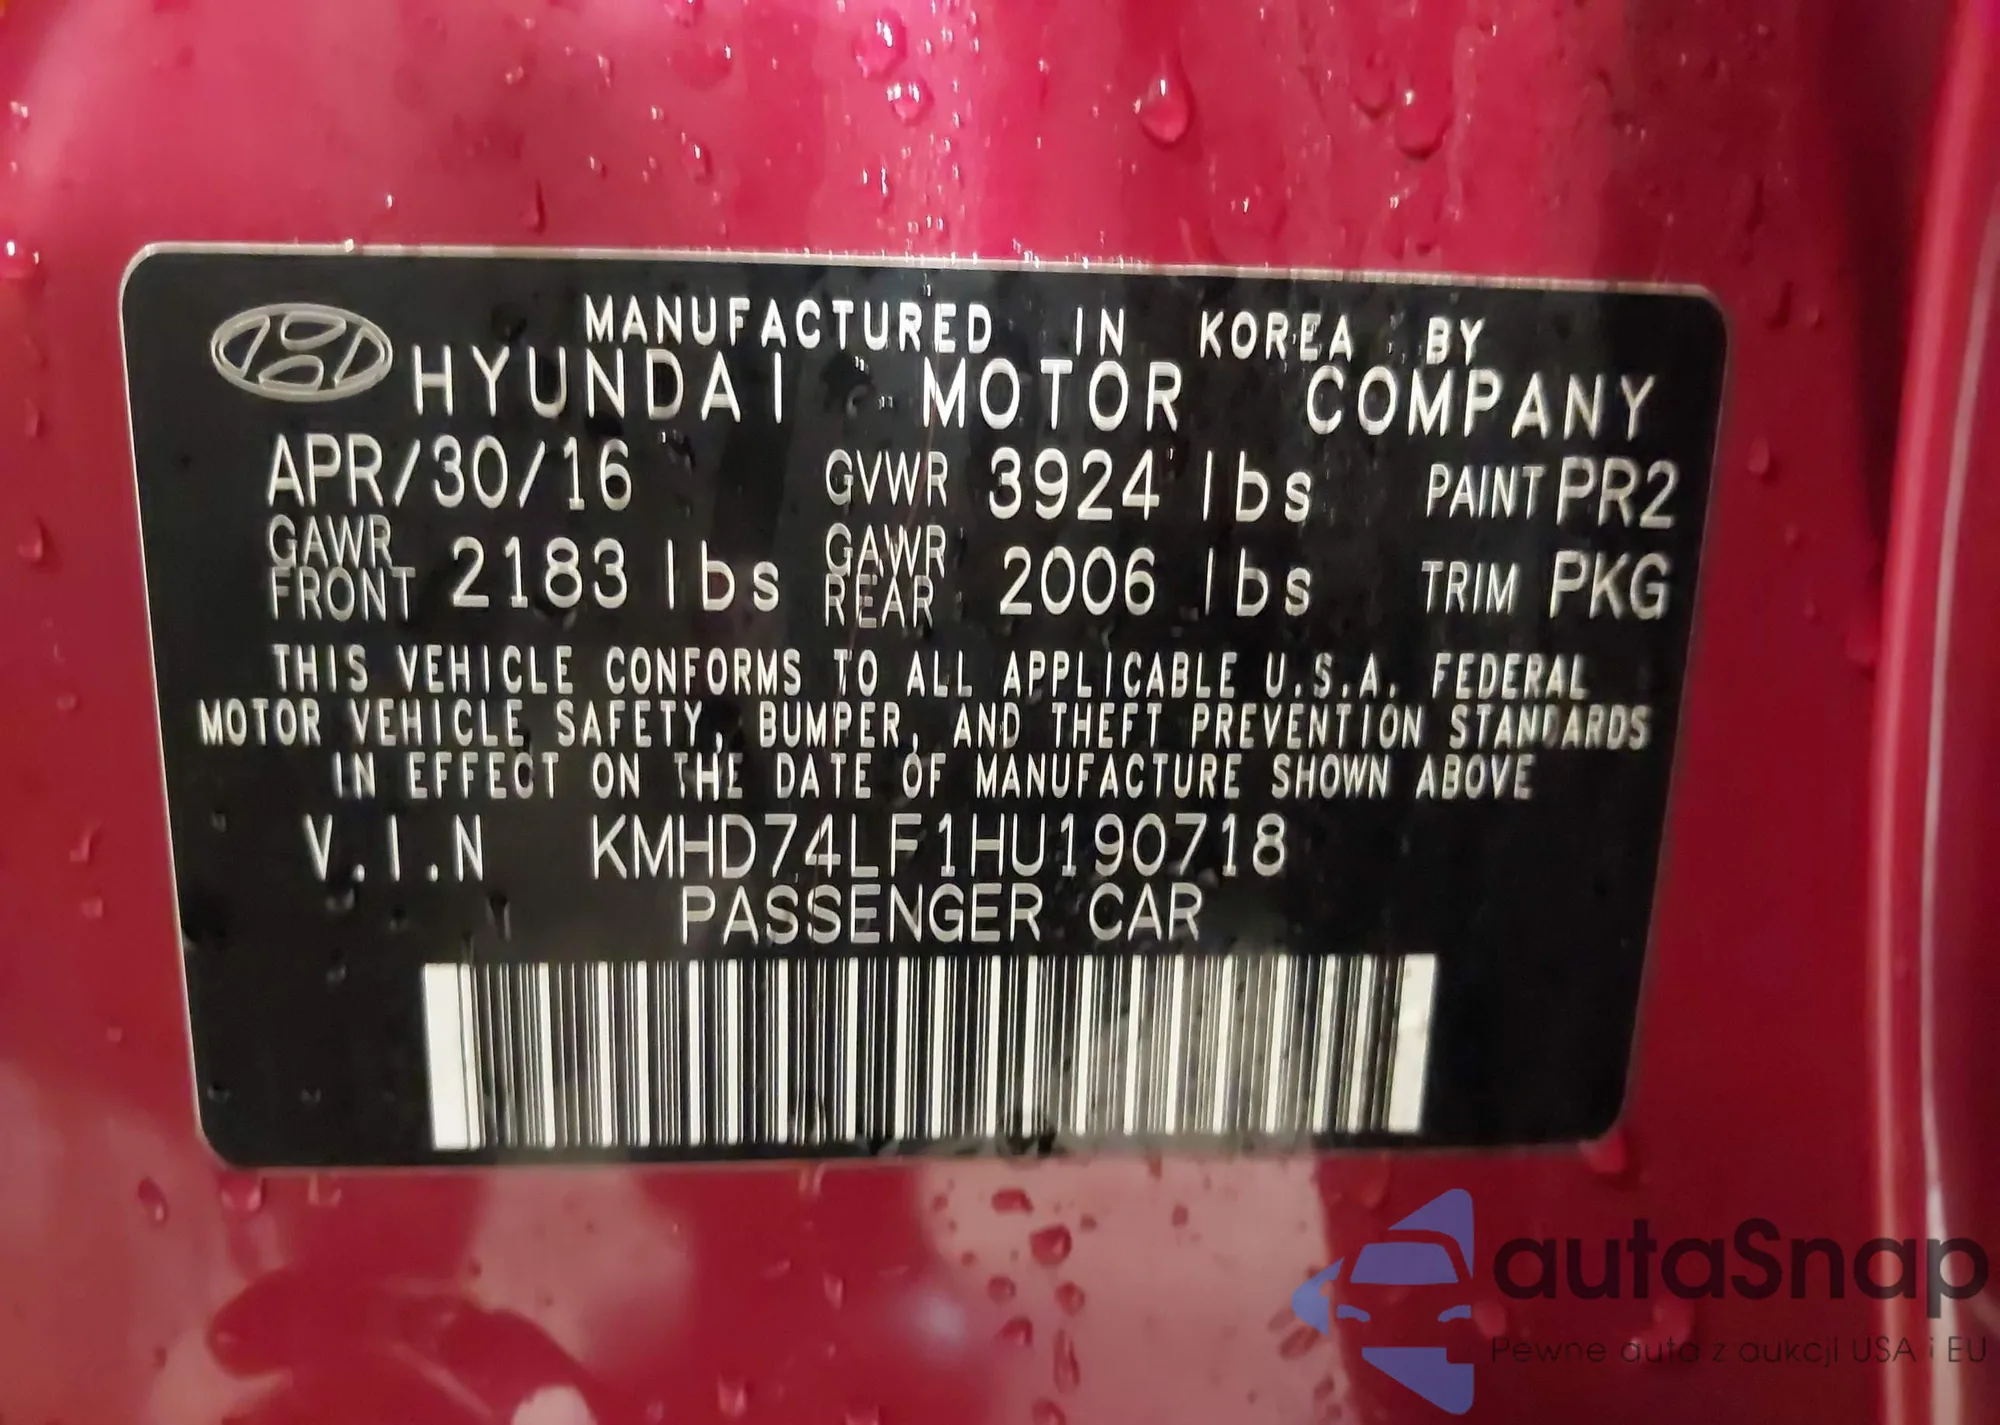 MANUFACTURED IN KOREA BY
HYUNDAI MOTOR COMPANY
APR/30/16 GVWR 3924 lbs PAINT PR2
GAWR FRONT 2183 lbs GAWR REAR 2006 lbs TRIM PKG
THIS VEHICLE CONFORMS TO ALL APPLICABLE U.S.A. FEDERAL
MOTOR VEHICLE SAFETY, BUMPER, AND THEFT PREVENTION STANDARDS
IN EFFECT ON THE DATE OF MANUFACTURE SHOWN ABOVE
V.I.N KMHD74LF1HU190718
PASSENGER CAR
autaSnap
Pewne auta z aukcji USA i EU